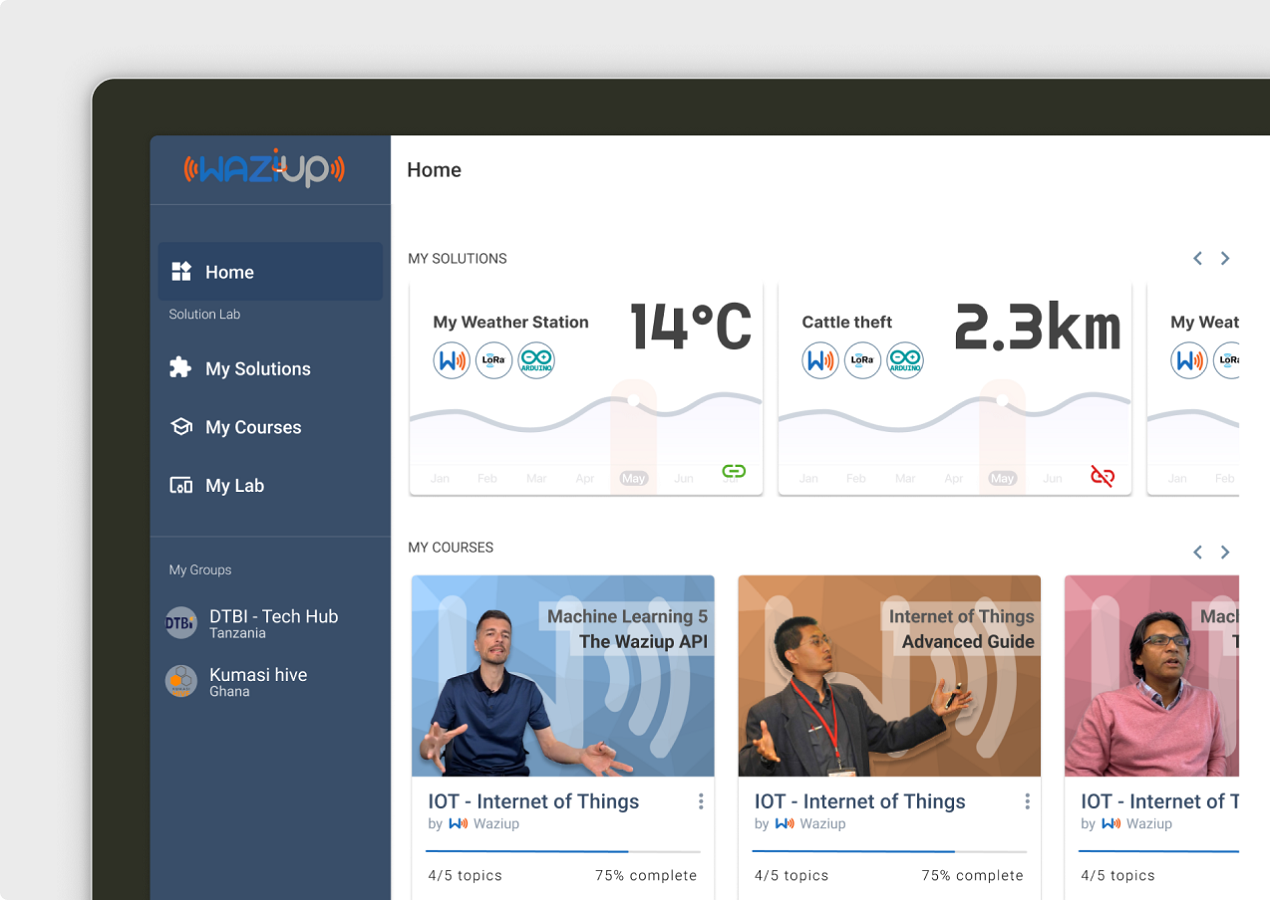 WAZIUP
Home
Home
Solution Lab
My Solutions
My Courses
My Lab
My Groups
DTBi
DTBI - Tech Hub
Tanzania
Kumasi hive
Ghana
MY SOLUTIONS
My Weather Station
14°C
W
LoRa
ARDUINO
Jan Feb Mar Apr May Jun Jul
Cattle theft
2.3km
W
LoRa
ARDUINO
Jan Feb Mar Apr May Jun
My Weat
W
LoRa
Jan Feb
MY COURSES
Machine Learning 5
The Waziup API
IOT - Internet of Things
by W Waziup
4/5 topics 75% complete
Internet of Things
Advanced Guide
IOT - Internet of Things
by W Waziup
4/5 topics 75% complete
Mach
T
IOT - Internet of T
by W Waziup
4/5 topics